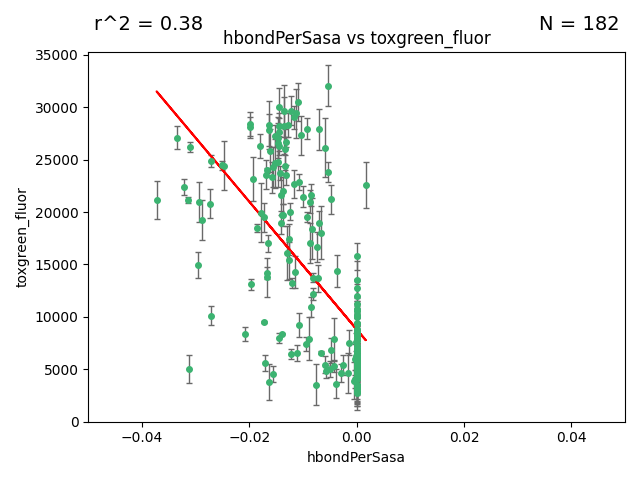 r^2 = 0.38
N = 182
hbondPerSasa vs toxgreen_fluor
35000
30000
25000
20000
15000
10000
5000
0
toxgreen_fluor
−0.04
−0.02
0.00
0.02
0.04
hbondPerSasa